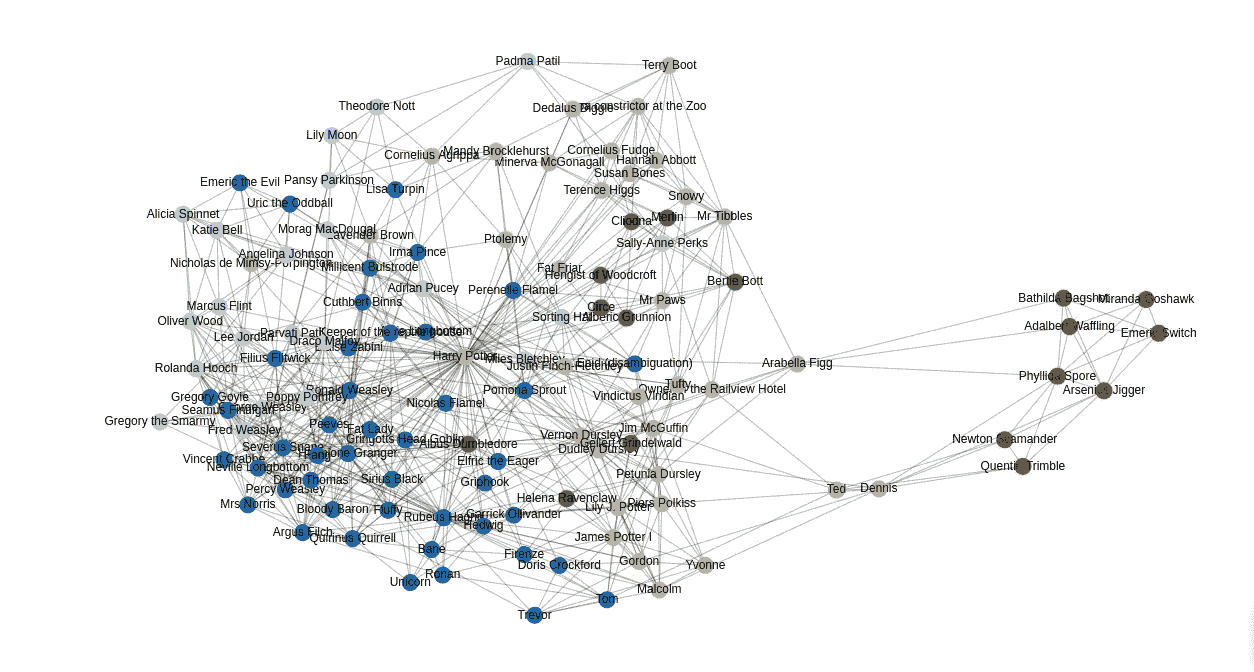 Padma Patil
Terry Boot
Theodore Nott
Dedalus Diggle
constrictor at the Zoo
Lily Moon
Cornelius Agrippa
Mandy Brocklehurst
Minerva McGonagall
Cornelius Fudge
Hannah Abbott
Susan Bones
Emeric the Evil
Pansy Parkinson
Lisa Turpin
Terence Higgs
Snowy
Uric the Oddball
Alicia Spinnet
Katie Bell
Morag MacDougal
Lavender Brown
Cliodna
Merlin
Mr Tibbles
Ptolemy
Sally-Anne Perks
Angelina Johnson
Irma Pince
Nicholas de Mimsy-Porpington
Millicent Bulstrode
Fat Friar
Hengist of Woodcroft
Bertie Bott
Adrian Pucey
Perenelle Flamel
Cuthbert Binns
Mr Paws
Bathilda Bagshot
Miranda Goshawk
Marcus Flint
Circe
Sorting Hat
Alberic Grunnion
Oliver Wood
Adalbert Waffling
Emeric Switch
Lee Jordan
Parvati Patil
Keeper of the
Draco Malfoy
Filius Flitwick
Harry Potter
Miles Bletchley
Justin Finch-Fletchley
(disambiguation)
Arabella Figg
Rolanda Hooch
Phyllida Spore
Arsenius Jigger
Ronald Weasley
Poppy Pomfrey
Pomona Sprout
Tufty
Owner
the Railview Hotel
Vindictus Viridian
Gregory Goyle
Seamus Finnigan
George Weasley
Nicolas Flamel
Gregory the Smarmy
Fred Weasley
Peeves
Fat Lady
Jim McGuffin
Vernon Dursley
Gellert Grindelwald
Dudley Dursley
Gringotts Head Goblin
Albus Dumbledore
Newton Scamander
Severus Snape
Fang
Hermione Granger
Vincent Crabbe
Neville Longbottom
Elfric the Eager
Quentin Trimble
Dean Thomas
Sirius Black
Griphook
Petunia Dursley
Percy Weasley
Ted
Dennis
Mrs Norris
Bloody Baron
Fluffy
Helena Ravenclaw
Lily J. Potter
Piers Polkiss
Rubeus Hagrid
Garrick Ollivander
Hedwig
Argus Filch
Quirinus Quirrell
James Potter I
Bane
Firenze
Doris Crockford
Gordon
Yvonne
Unicorn
Ronan
Malcolm
Tom
Trevor